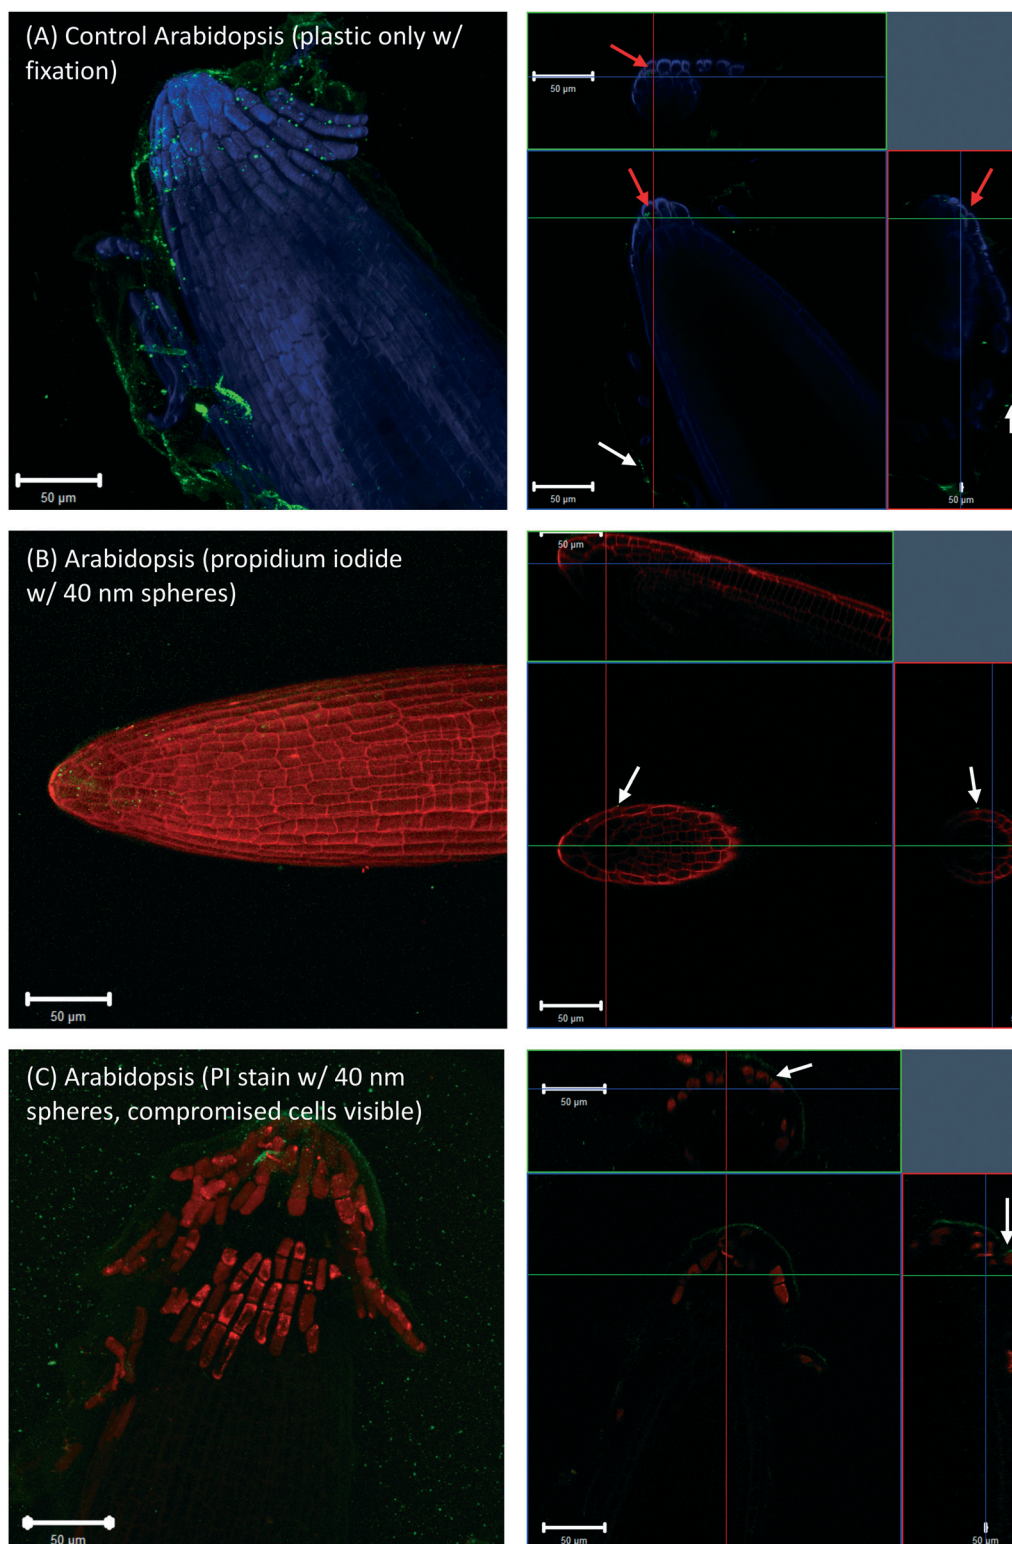 (A) Control Arabidopsis (plastic only w/
fixation)
50 µm
50 µm
50 µm
50 µm
(B) Arabidopsis (propidium iodide
w/ 40 nm spheres)
50 µm
50 µm
50 µm
(C) Arabidopsis (PI stain w/ 40 nm
spheres, compromised cells visible)
50 µm
50 µm
50 µm
50 µm